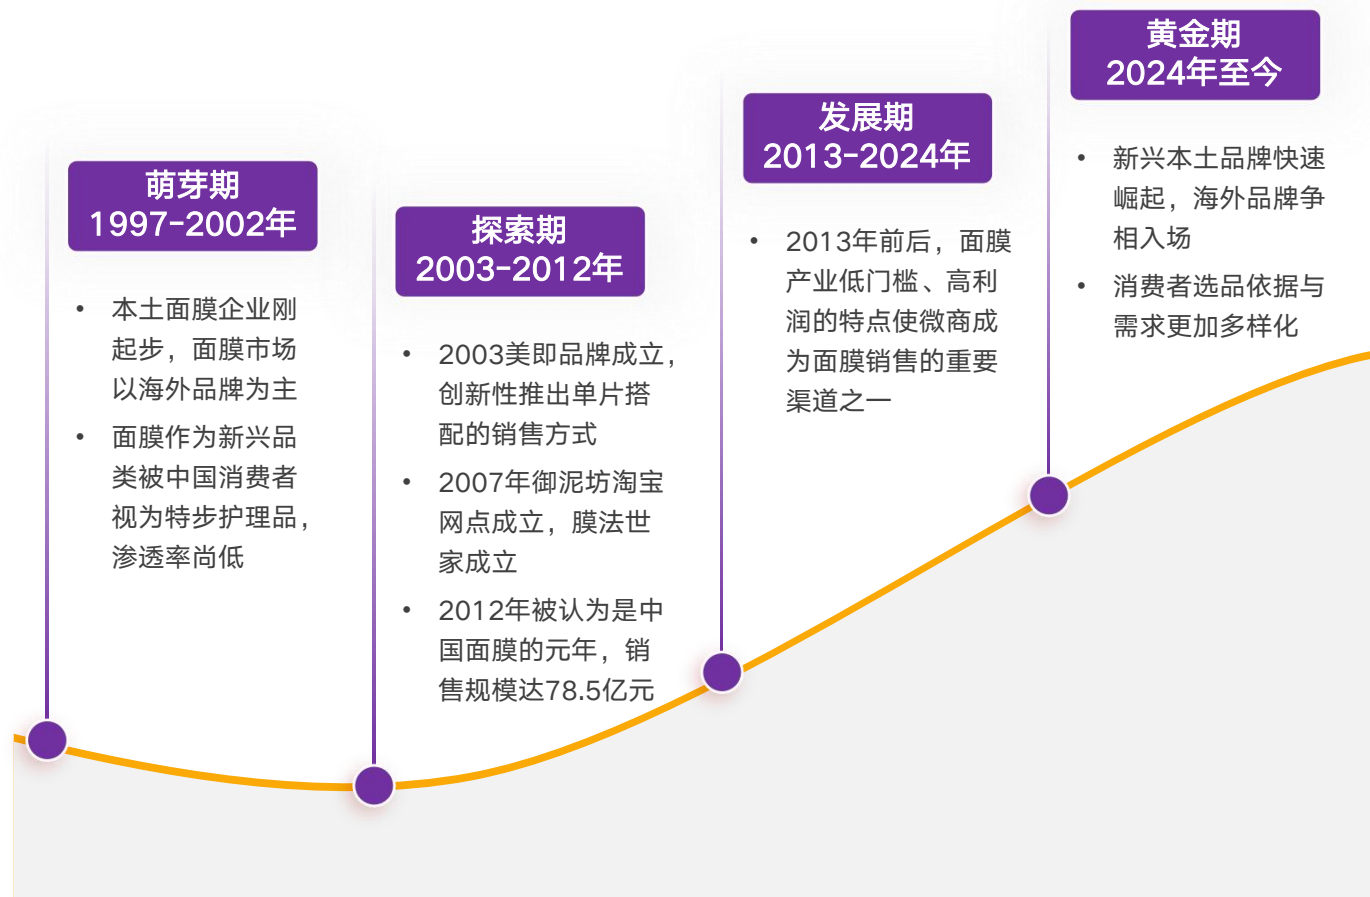 萌芽期
1997-2002年
• 本土面膜企业刚
起步，面膜市场
以海外品牌为主
• 面膜作为新兴品
类被中国消费者
视为特步护理品，
渗透率尚低
探索期
2003-2012年
• 2003美即品牌成立，
创新性推出单片搭
配的销售方式
• 2007年御泥坊淘宝
网点成立，膜法世
家成立
• 2012年被认为是中
国面膜的元年，销
售规模达78.5亿元
发展期
2013-2024年
• 2013年前后，面膜
产业低门槛、高利
润的特点使微商成
为面膜销售的重要
渠道之一
黄金期
2024年至今
• 新兴本土品牌快速
崛起，海外品牌争
相入场
• 消费者选品依据与
需求更加多样化